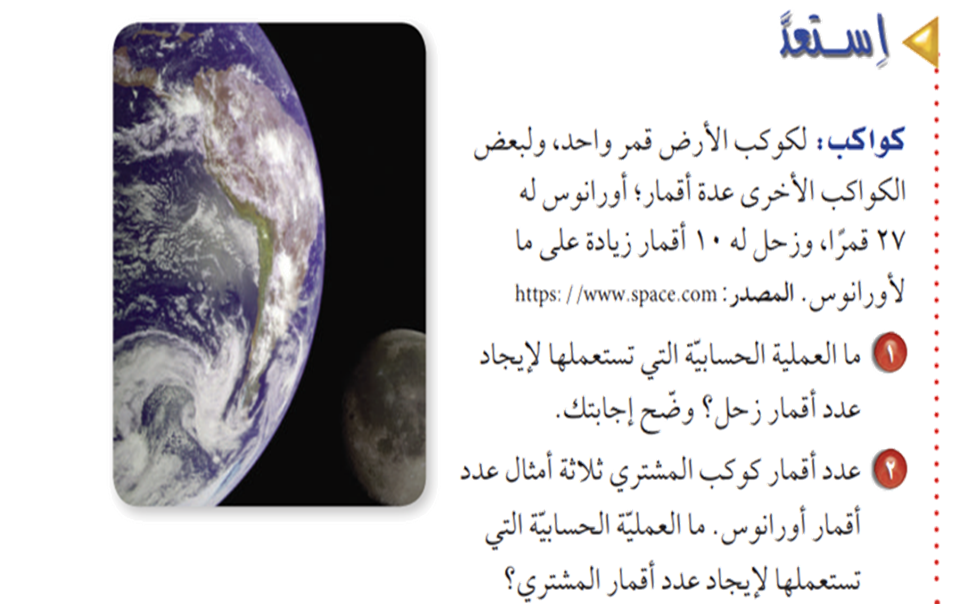 اِستعدَّ
كواكب: لكوكب الأرض قمر واحد، ولبعض
الكواكب الأخرى عدة أقمار؛ أورانوس له
٢٧ قمرًا، وزحل له ١٠ أقمار زيادة على ما
لأورانوس. المصدر: https://www.space.com
١ ما العملية الحسابيّة التي تستعملها لإيجاد
عدد أقمار زحل؟ وضّح إجابتك.
٢ عدد أقمار كوكب المشتري ثلاثة أمثال عدد
أقمار أورانوس. ما العمليّة الحسابيّة التي
تستعملها لإيجاد عدد أقمار المشتري؟